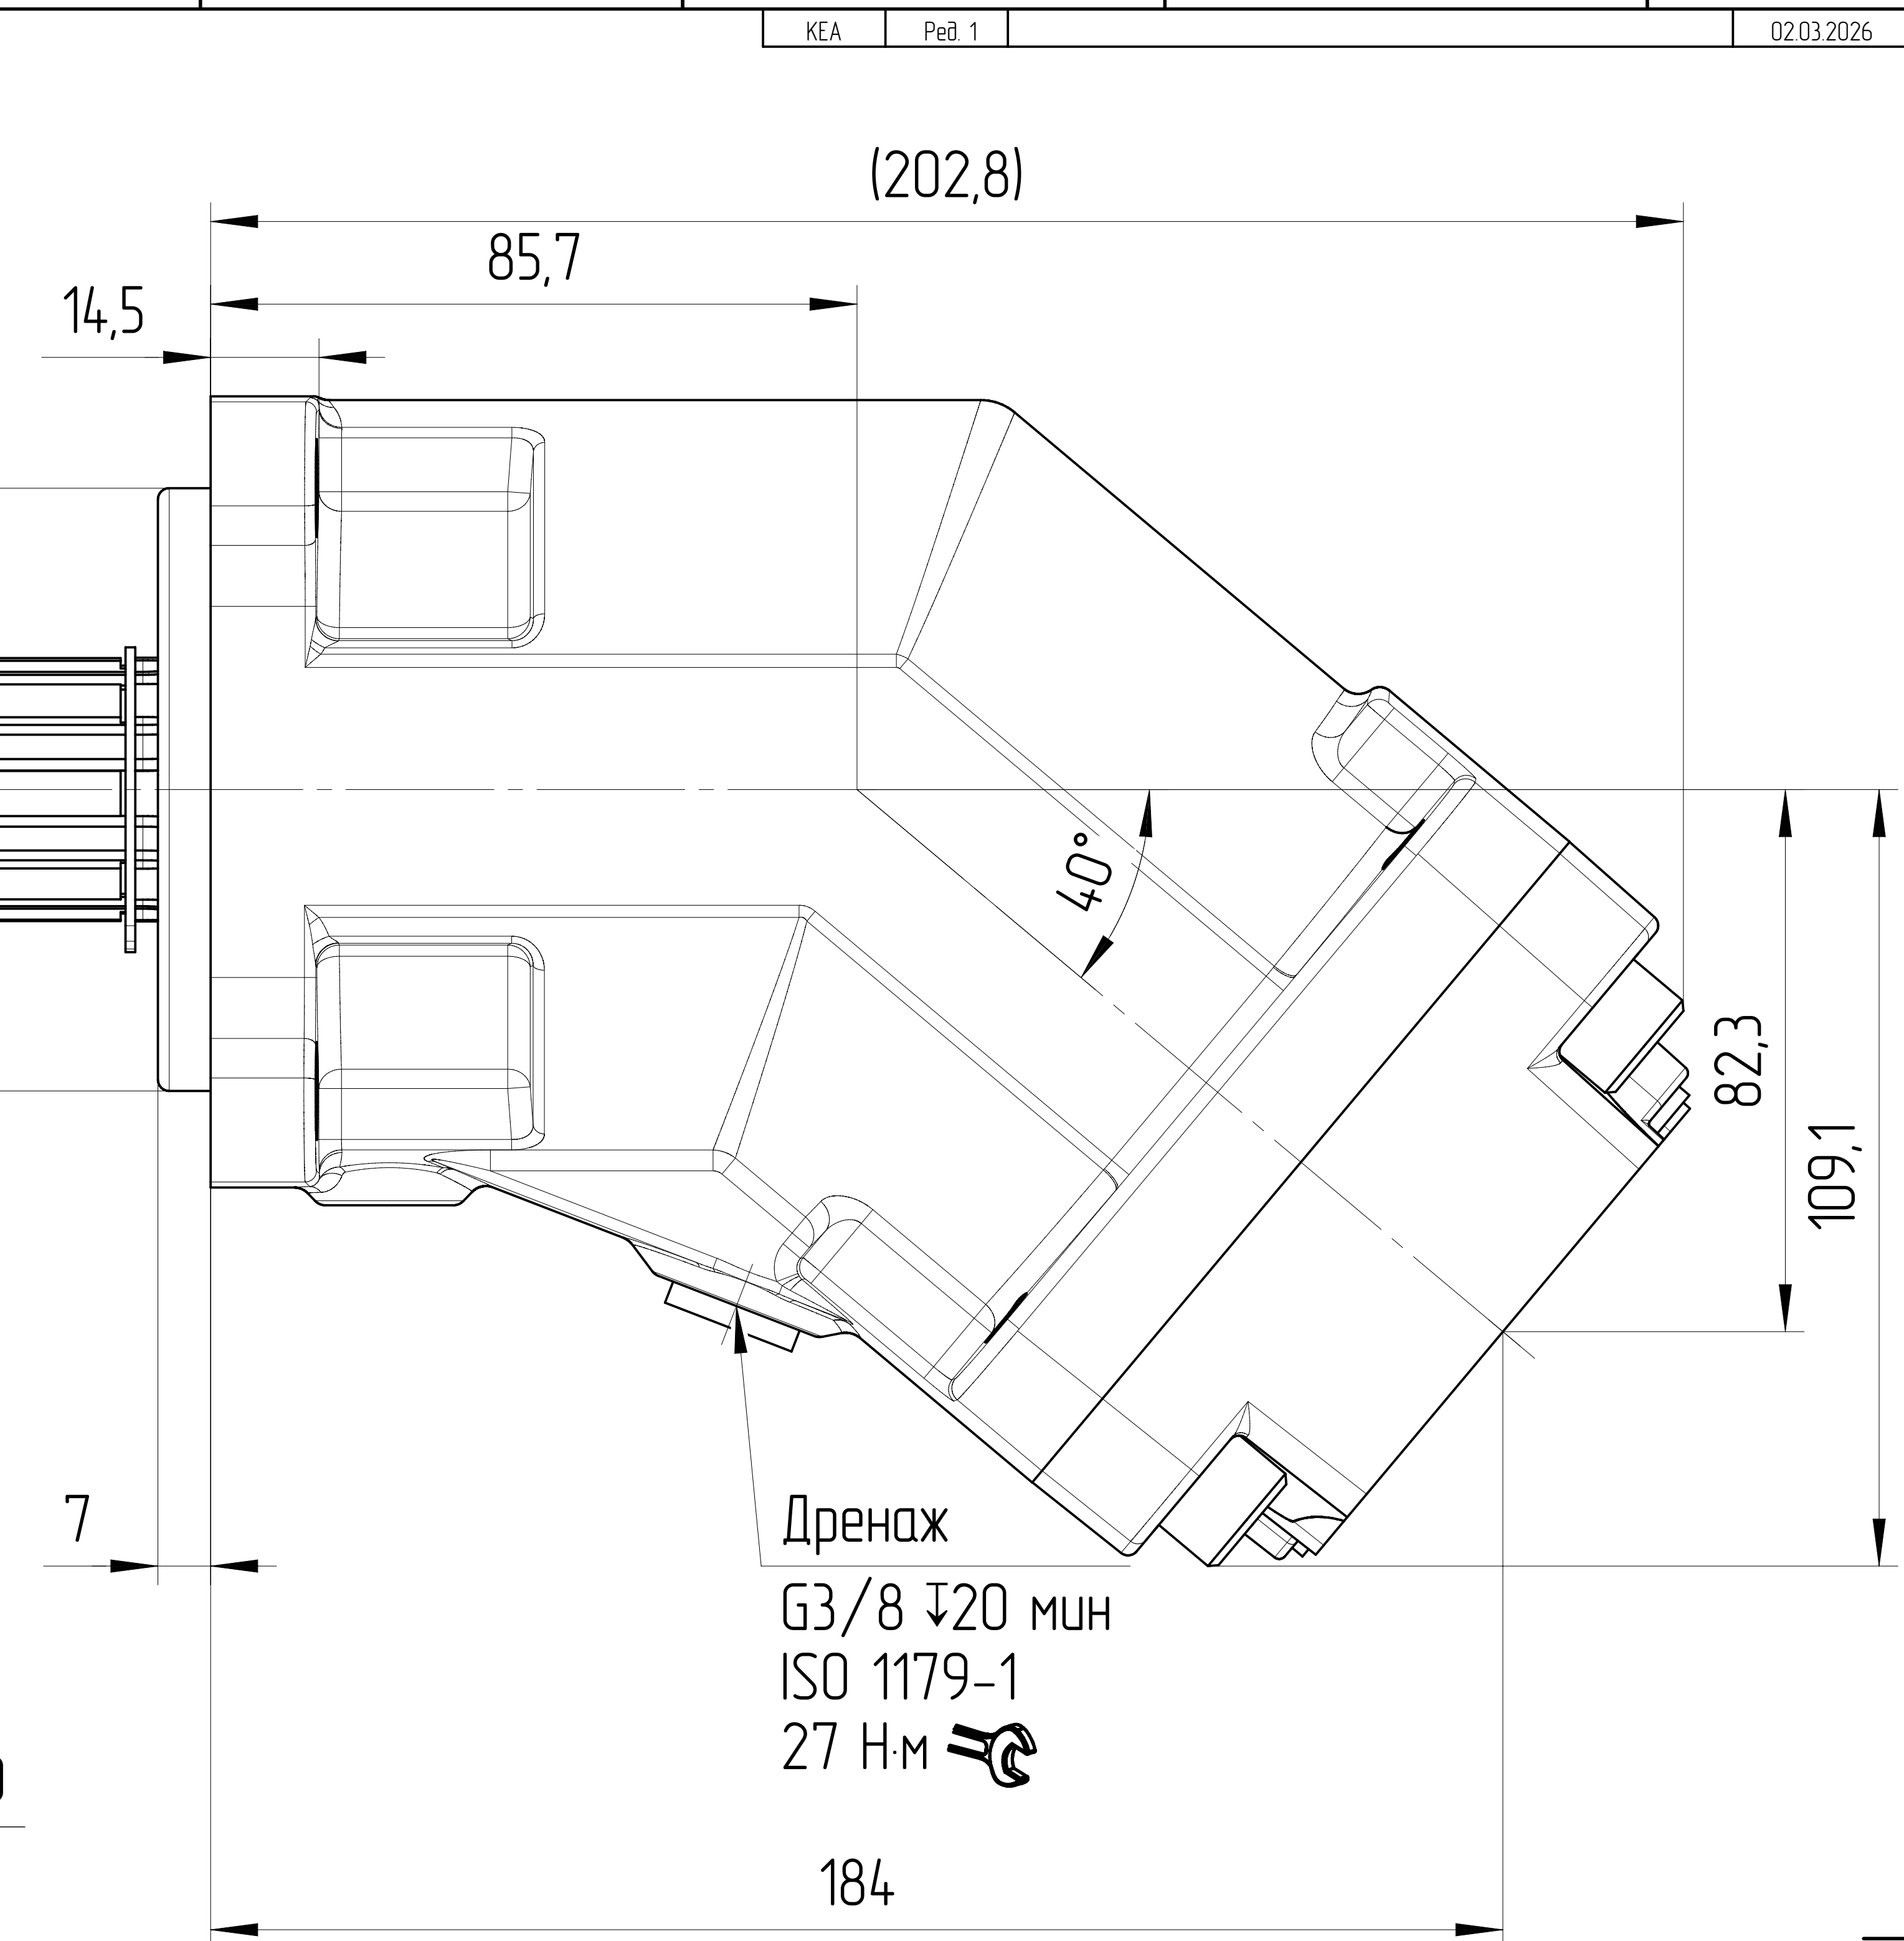 КЕА
Ред. 1
02.03.2026
(202,8)
85,7
14,5
40°
82,3
109,1
7
Дренаж
G3/8 ↧20 мин
ISO 1179-1
27 Н·м
184